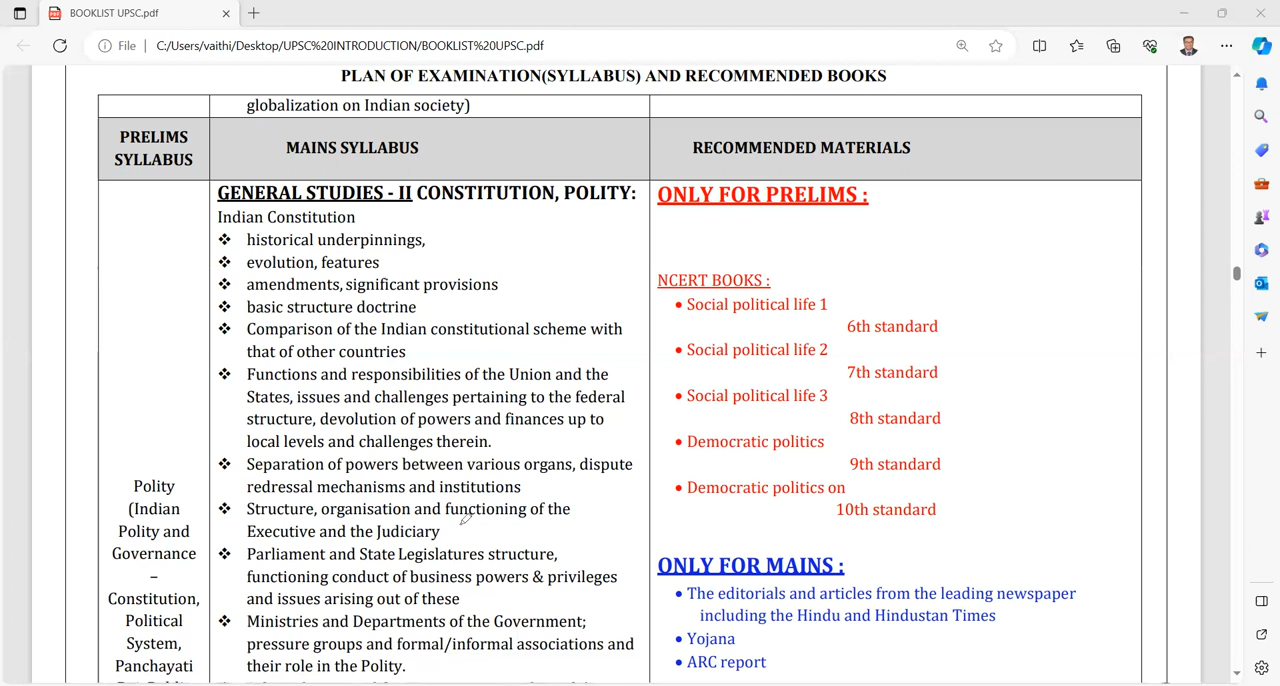 BOOKLIST UPSC.pdf
File
C:/Users/vaithi/Desktop/UPSC%20INTRODUCTION/BOOKLIST%20UPSC.pdf
PLAN OF EXAMINATION(SYLLABUS) AND RECOMMENDED BOOKS
globalization on Indian society)
PRELIMS
SYLLABUS
MAINS SYLLABUS
RECOMMENDED MATERIALS
Polity
(Indian
Polity and
Governance
–
Constitution,
Political
System,
Panchayati
GENERAL STUDIES - II CONSTITUTION, POLITY:
Indian Constitution
❖ historical underpinnings,
❖ evolution, features
❖ amendments, significant provisions
❖ basic structure doctrine
❖ Comparison of the Indian constitutional scheme with
that of other countries
❖ Functions and responsibilities of the Union and the
States, issues and challenges pertaining to the federal
structure, devolution of powers and finances up to
local levels and challenges therein.
❖ Separation of powers between various organs, dispute
redressal mechanisms and institutions
❖ Structure, organisation and functioning of the
Executive and the Judiciary
❖ Parliament and State Legislatures structure,
functioning conduct of business powers & privileges
and issues arising out of these
❖ Ministries and Departments of the Government;
pressure groups and formal/informal associations and
their role in the Polity.
ONLY FOR PRELIMS :
NCERT BOOKS :
• Social political life 1
6th standard
• Social political life 2
7th standard
• Social political life 3
8th standard
• Democratic politics
9th standard
• Democratic politics on
10th standard
ONLY FOR MAINS :
• The editorials and articles from the leading newspaper
including the Hindu and Hindustan Times
• Yojana
• ARC report